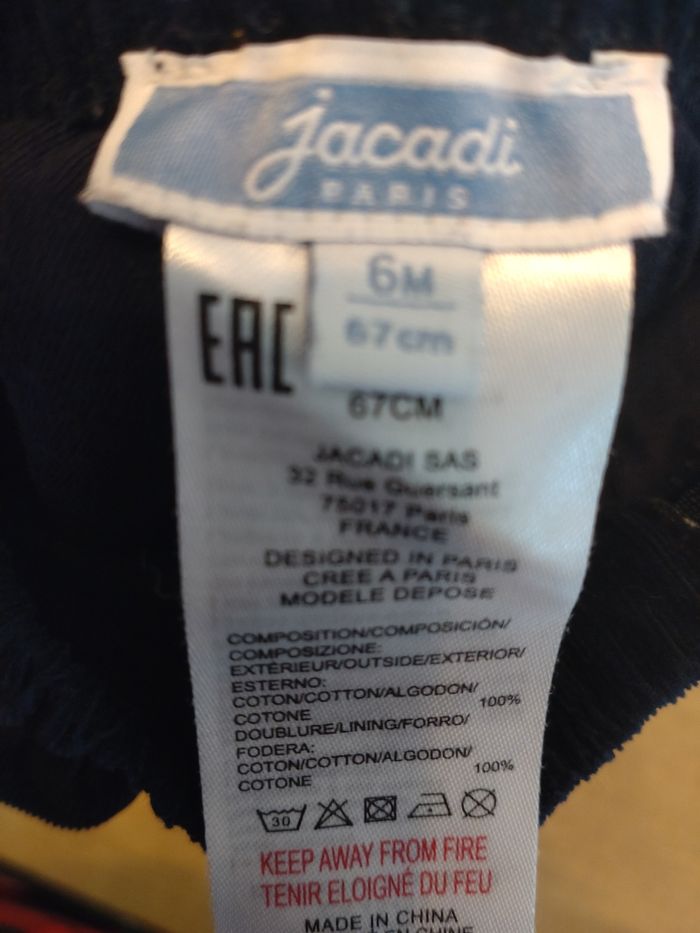 jacadi
PARIS
6M
67cm
EAC
67CM
JACADI SAS
32 Rue Guersant
75017 Paris
FRANCE
DESIGNED IN PARIS
CREE A PARIS
MODELE DEPOSE
COMPOSITION/COMPOSICIÓN/
COMPOSIZIONE:
EXTÉRIEUR/OUTSIDE/EXTERIOR/
ESTERNO:
COTON/COTTON/ALGODON/
COTONE 100%
DOUBLURE/LINING/FORRO/
FODERA:
COTON/COTTON/ALGODON/
COTONE 100%
30
KEEP AWAY FROM FIRE
TENIR ELOIGNÉ DU FEU
MADE IN CHINA
EN CHINE